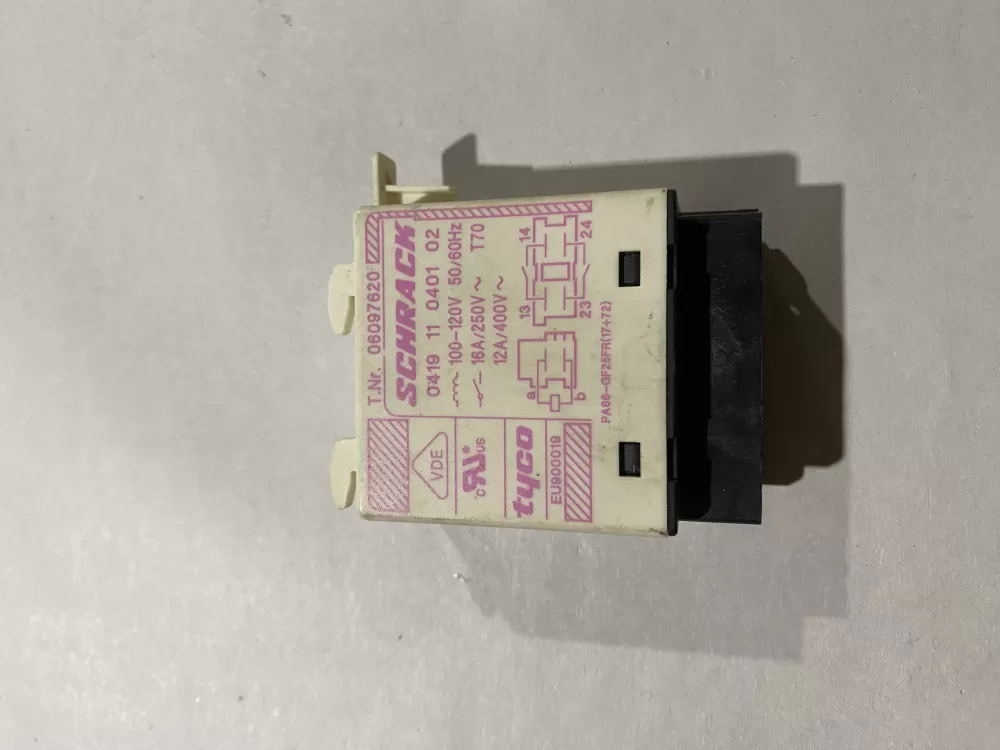 T.Nr. 06097620
SCHRACK
0419 11 0401 02
100-120V 50/60Hz
16A/250V~ T70
12A/400V~
13 14
23 24
a
b
PA66-GF25FR(17+72)
VDE
c RU us
tyco
EU900019